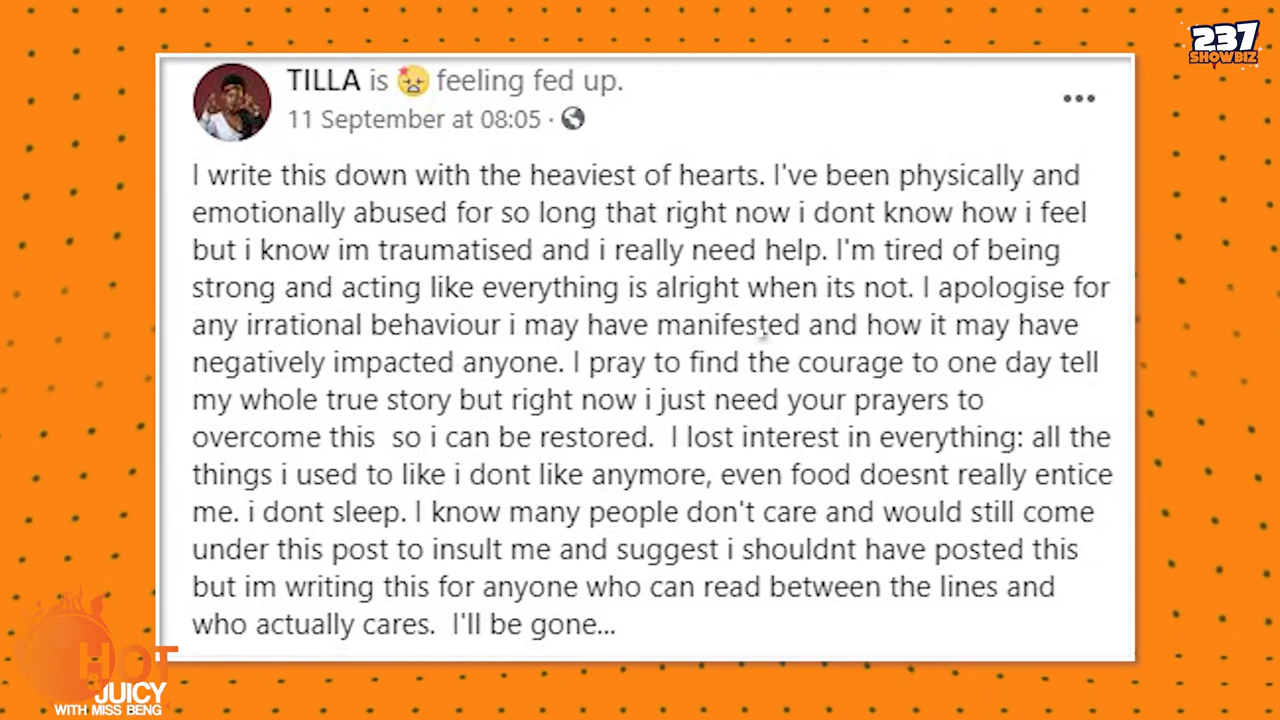 237
SHOWBIZ
TILLA is feeling fed up.
11 September at 08:05 ·
I write this down with the heaviest of hearts. I've been physically and
emotionally abused for so long that right now i dont know how i feel
but i know im traumatised and i really need help. I'm tired of being
strong and acting like everything is alright when its not. I apologise for
any irrational behaviour i may have manifested and how it may have
negatively impacted anyone. I pray to find the courage to one day tell
my whole true story but right now i just need your prayers to
overcome this  so i can be restored.  I lost interest in everything: all the
things i used to like i dont like anymore, even food doesnt really entice
me. i dont sleep. I know many people don't care and would still come
under this post to insult me and suggest i shouldnt have posted this
but im writing this for anyone who can read between the lines and
who actually cares.  I'll be gone...
HOT
JUICY
WITH MISS BENG